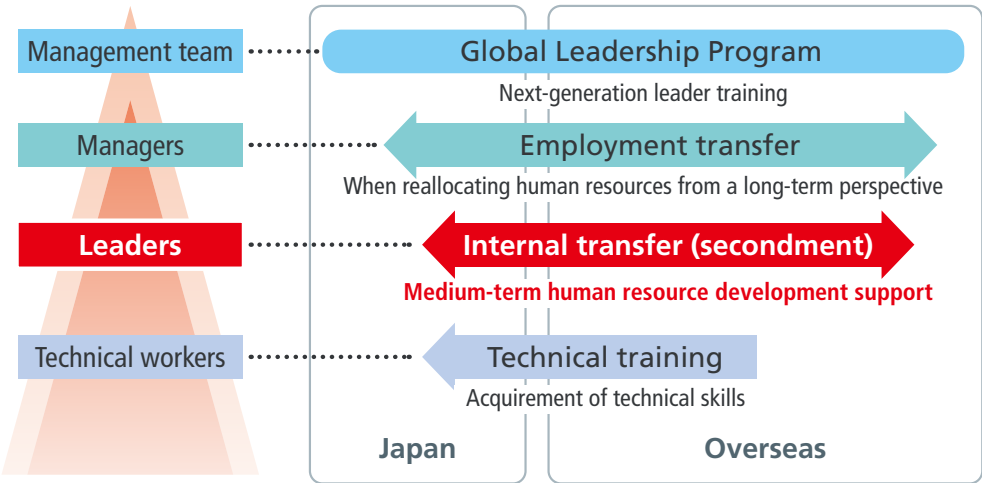 Management team
Global Leadership Program
Next-generation leader training
Managers
Employment transfer
When reallocating human resources from a long-term perspective
Leaders
Internal transfer (secondment)
Medium-term human resource development support
Technical workers
Technical training
Acquirement of technical skills
Japan
Overseas